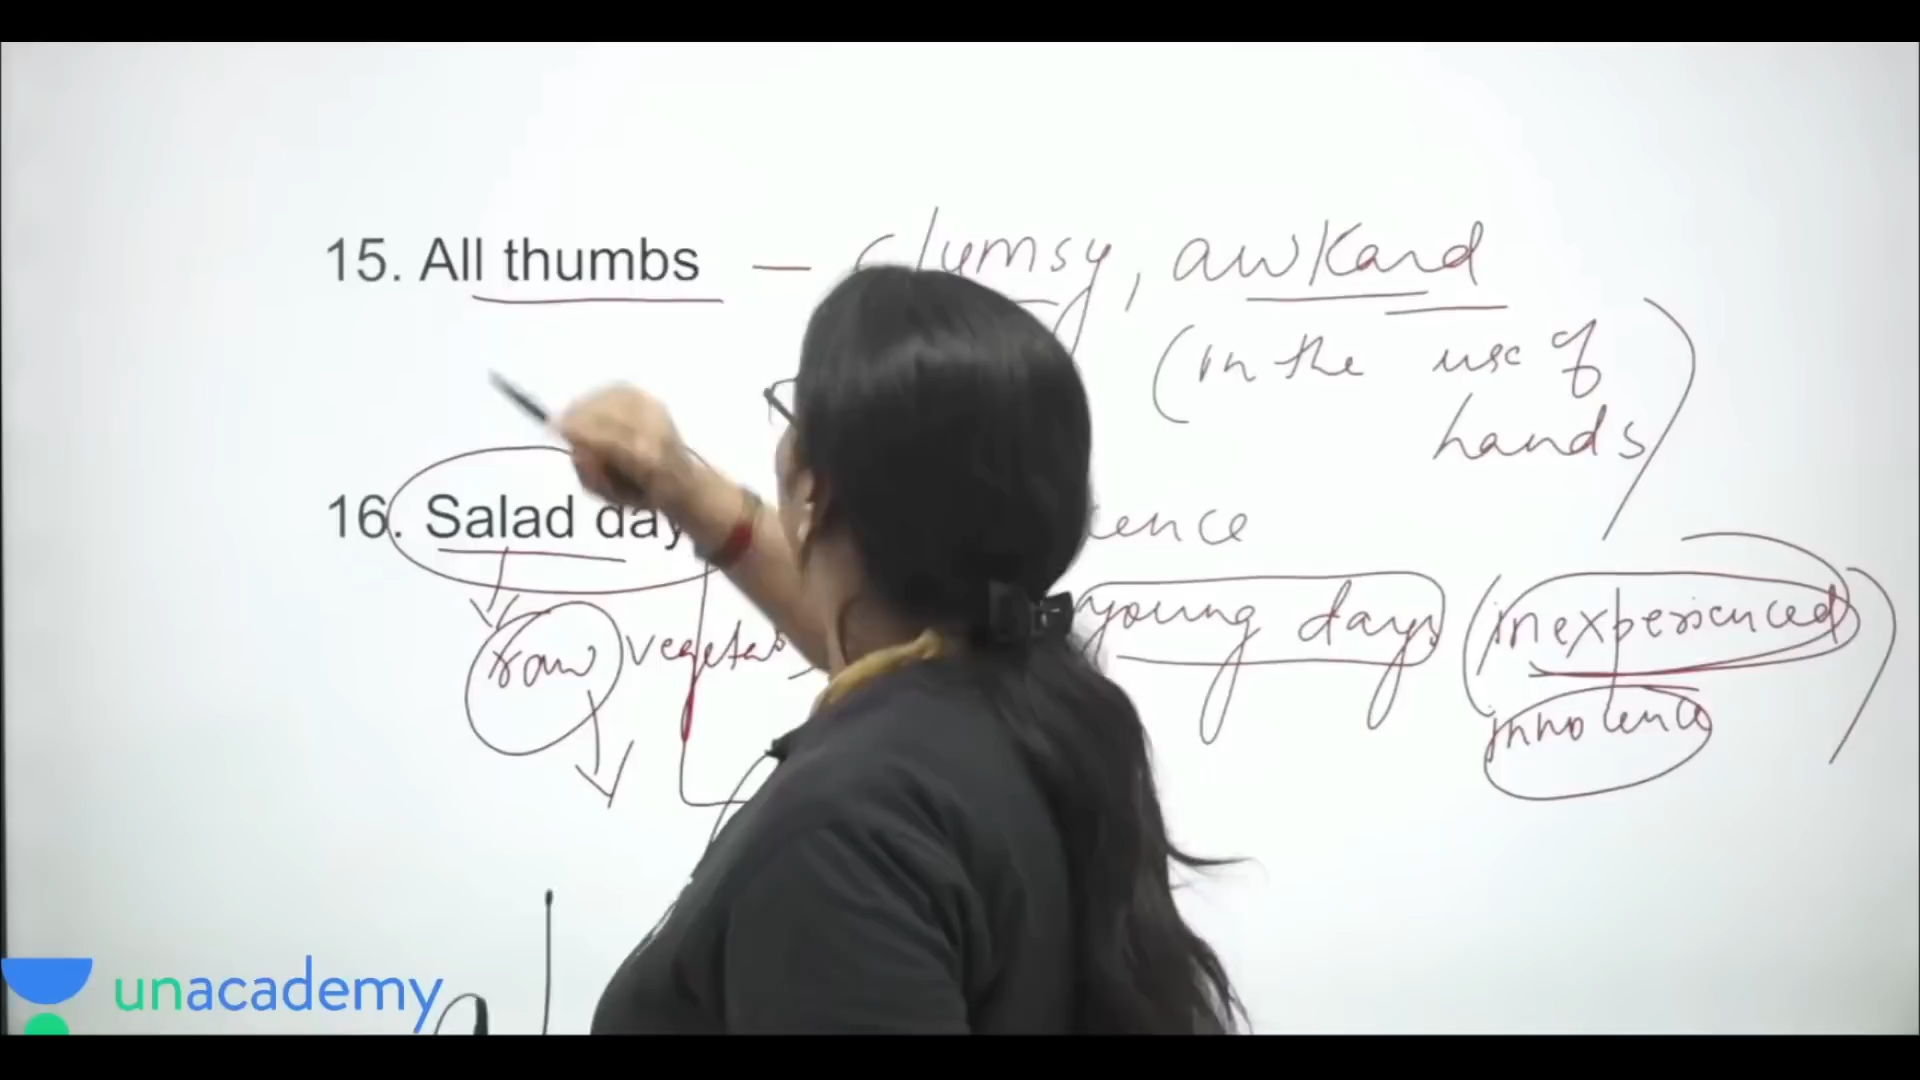 15. All thumbs — clumsy, awkard
(in the use of
hands)
16. Salad day
young days (inexperienced
raw vegetab
innocence)
unacademy